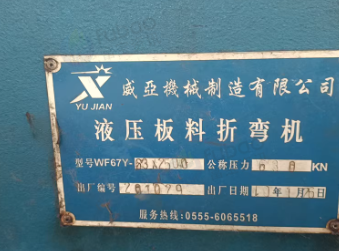 YU JIAN
威亞機械制造有限公司
液压板料折弯机
型号WF67Y- 公称压力 KN
出厂编号 出厂日期
服务热线:0555-6065518